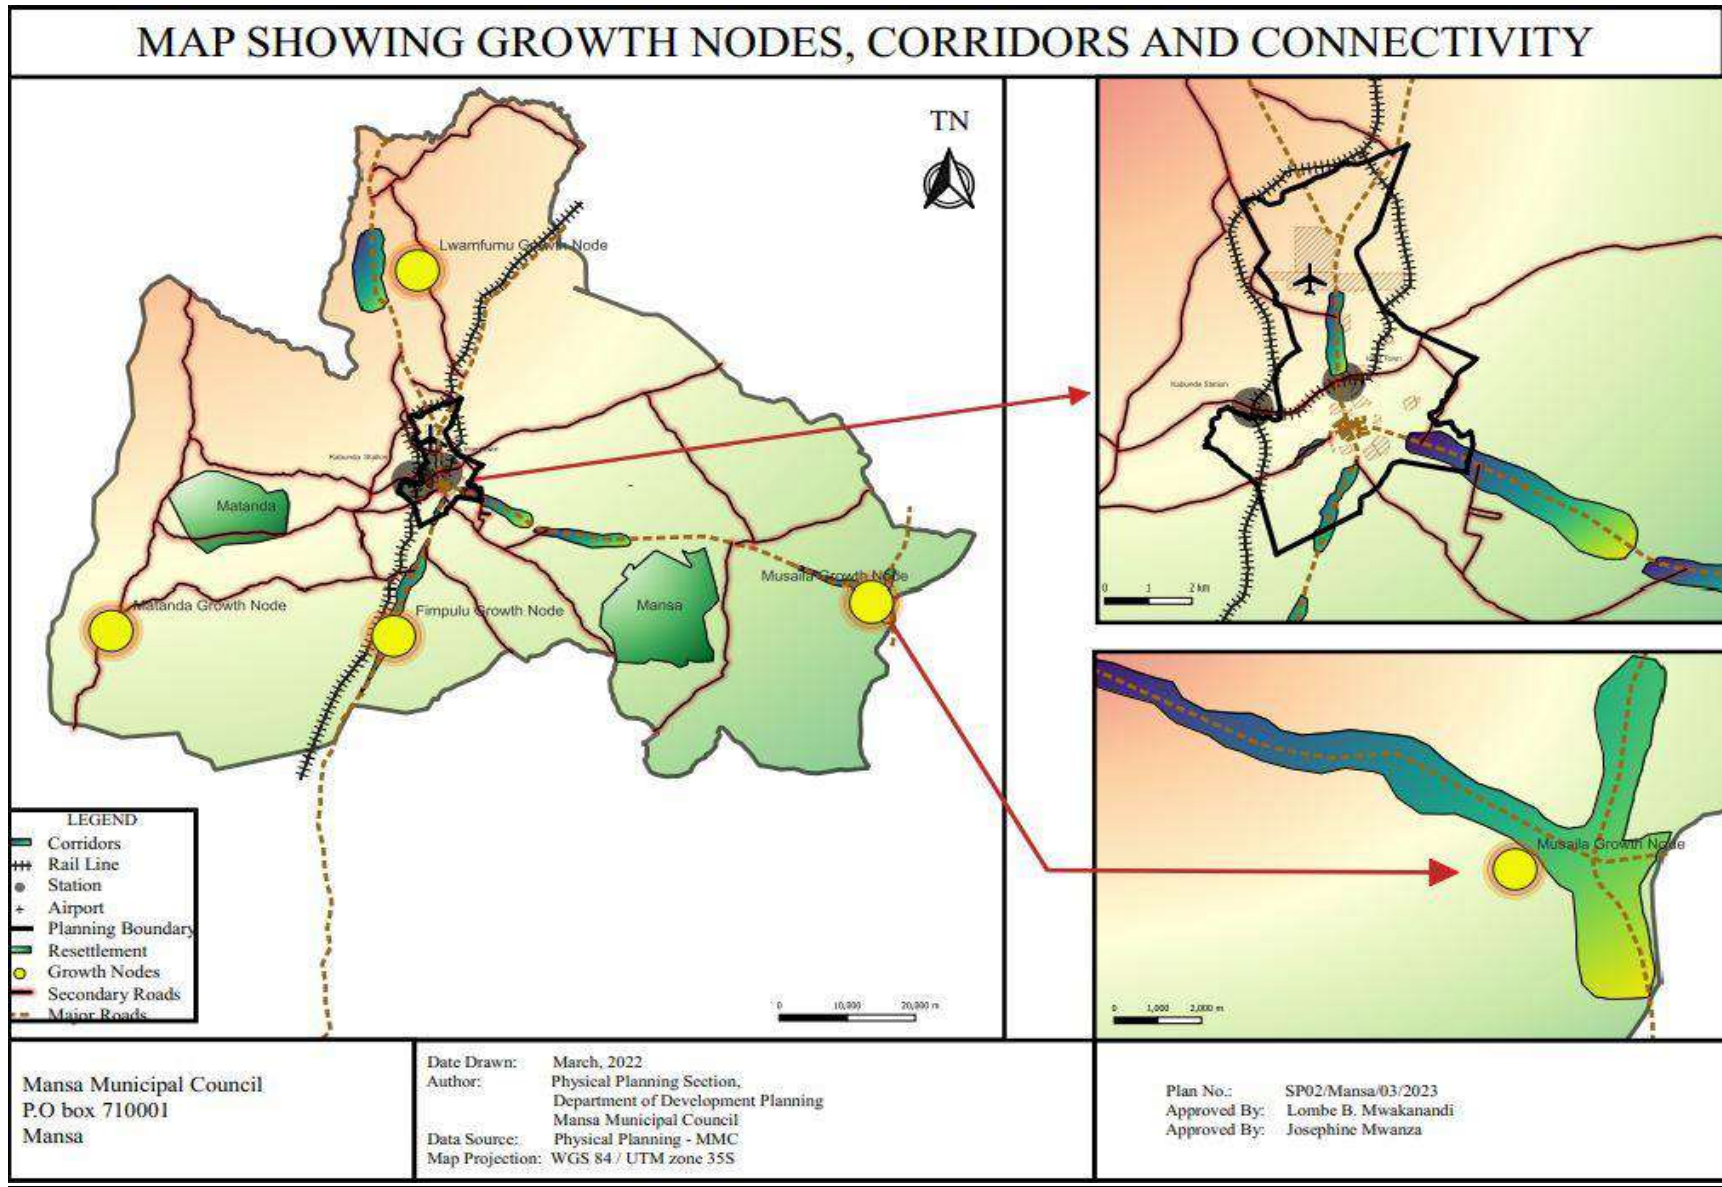 MAP SHOWING GROWTH NODES, CORRIDORS AND CONNECTIVITY
TN
Lwamfumu Growth Node
Kabunda Station
Matanda
Matanda Growth Node
Fimpulu Growth Node
Mansa
Musaila Growth Node
0 10,000 20,000 m
LEGEND
Corridors
Rail Line
Station
Airport
Planning Boundary
Resettlement
Growth Nodes
Secondary Roads
Major Roads
Kabunda Station
Town
0 1 2 km
Musaila Growth Node
0 1,000 2,000 m
Mansa Municipal Council
P.O box 710001
Mansa
Date Drawn: March, 2022
Author: Physical Planning Section,
Department of Development Planning
Mansa Municipal Council
Data Source: Physical Planning - MMC
Map Projection: WGS 84 / UTM zone 35S
Plan No.: SP02/Mansa/03/2023
Approved By: Lombe B. Mwakanandi
Approved By: Josephine Mwanza